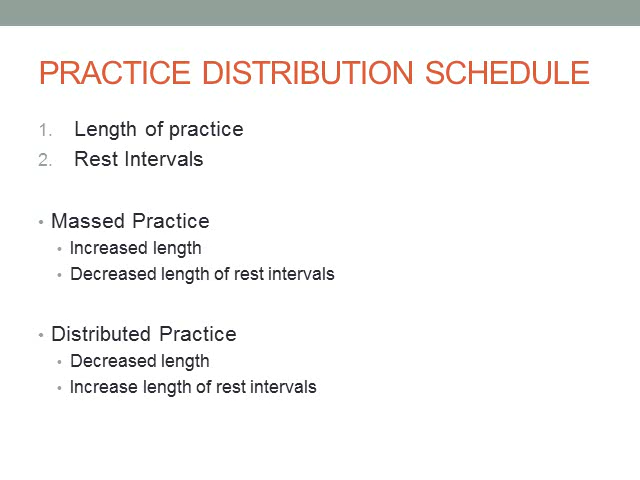 PRACTICE DISTRIBUTION SCHEDULE
1. Length of practice
2. Rest Intervals
• Massed Practice
• Increased length
• Decreased length of rest intervals
• Distributed Practice
• Decreased length
• Increase length of rest intervals